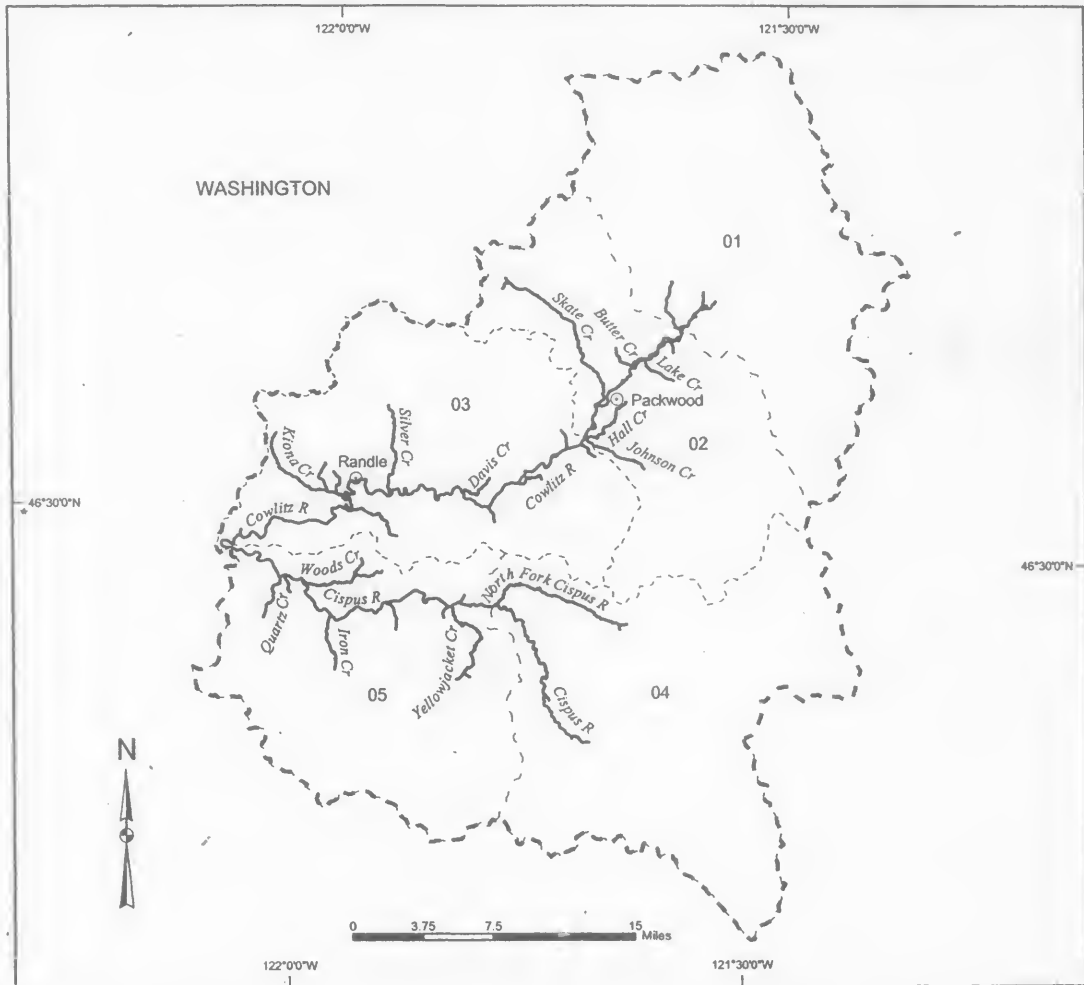 122°0'0"W
121°30'0"W
WASHINGTON
01
Skate Cr
Butter Cr
Lake Cr
Packwood
03
Silver Cr
02
Hall Cr
Johnson Cr
Kiona Cr
Randle
Davis Cr
Cowlitz R
46°30'0"N
Cowlitz R
46°30'0"N
Woods Cr
North Fork Cispus R
Cispus R
Quartz Cr
Iron Cr
Yellowjacket Cr
05
04
Cispus R
N
0 3.75 7.5 15
Miles
122°0'0"W
121°30'0"W